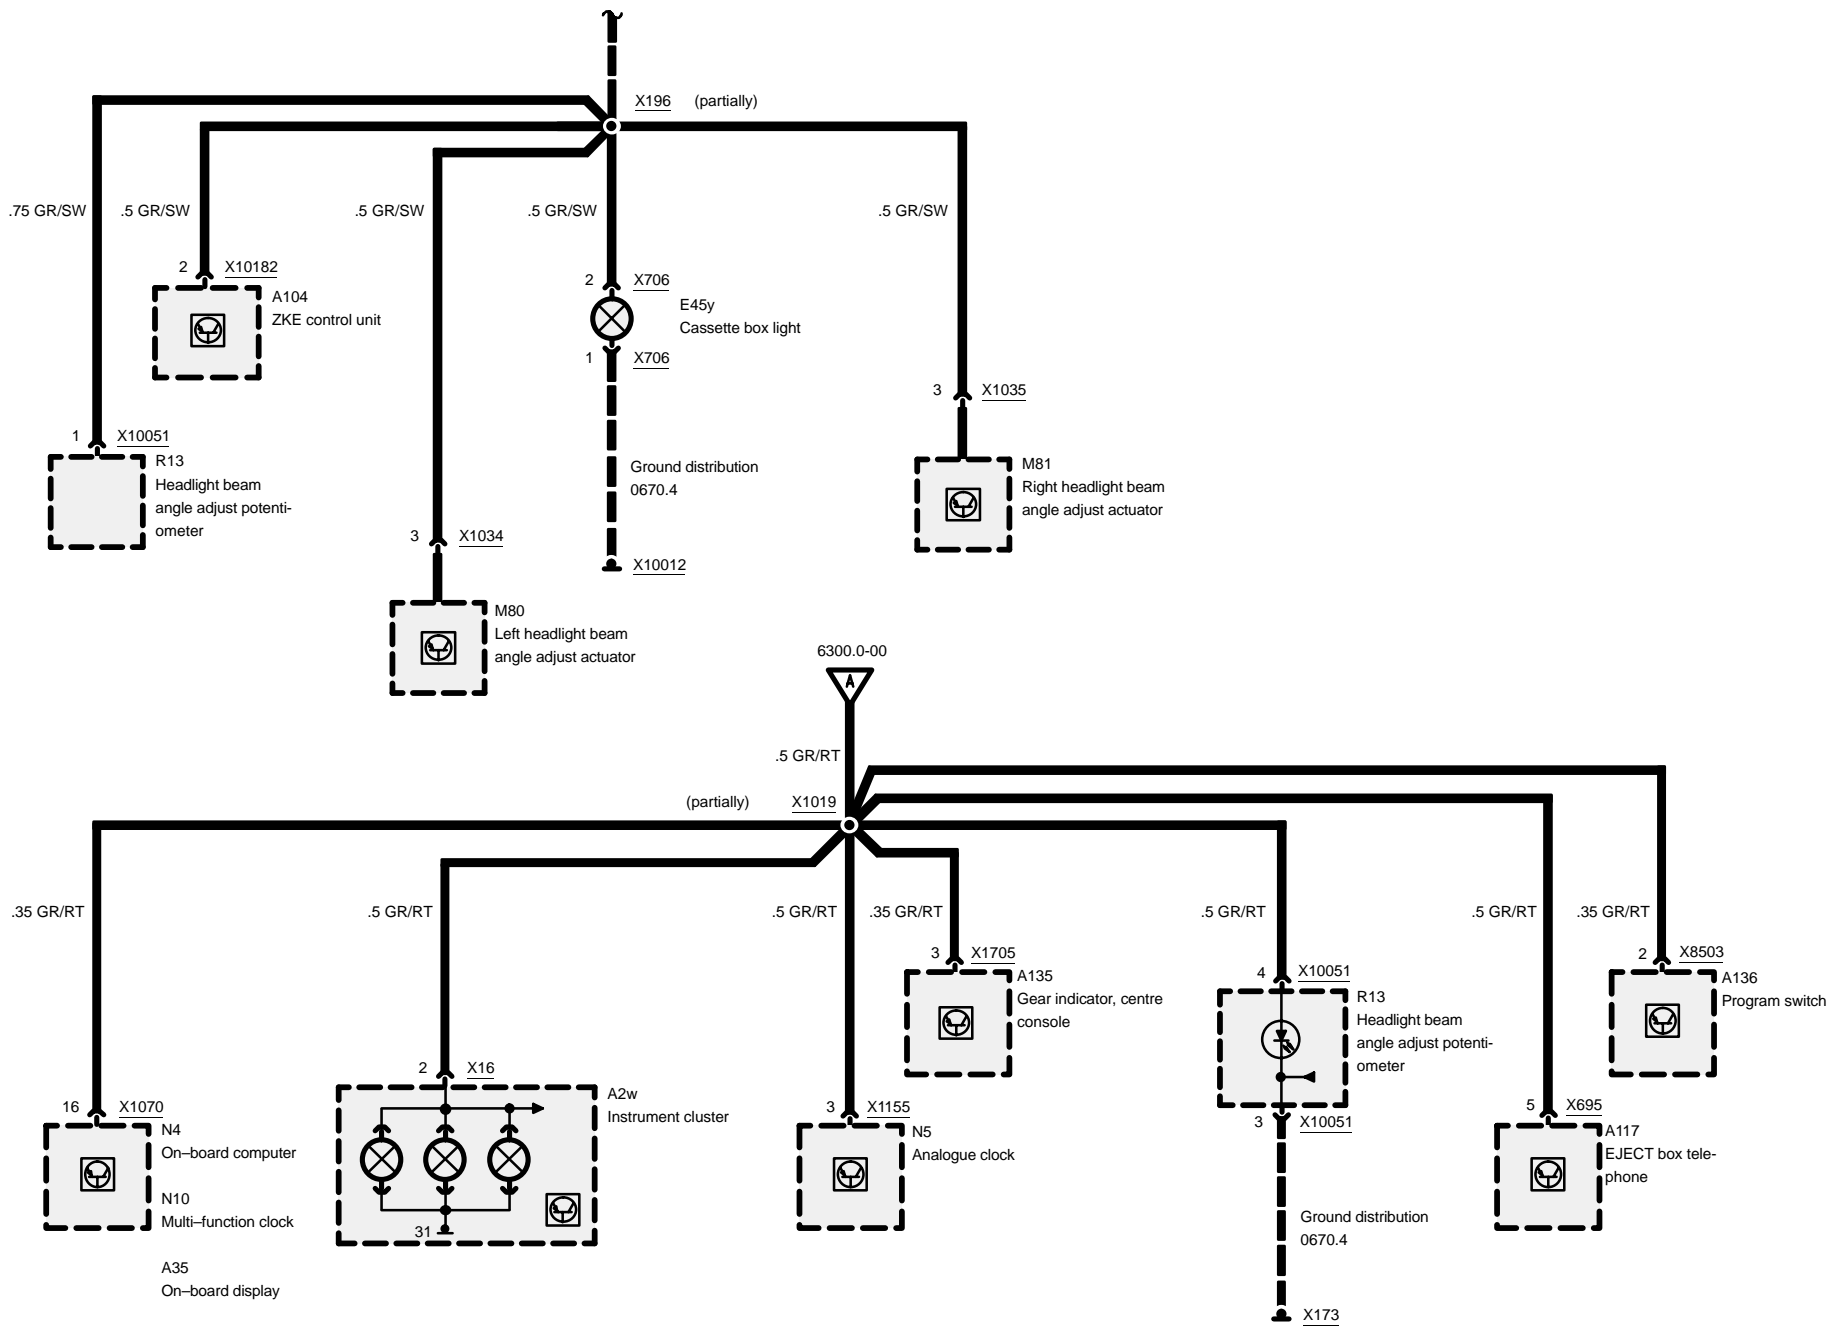 X196 (partially)
.75 GR/SW
.5 GR/SW
.5 GR/SW
.5 GR/SW
.5 GR/SW
2 X10182
A104
ZKE control unit
2 X706
E45y
Cassette box light
1 X706
3 X1035
1 X10051
R13
Headlight beam
angle adjust potenti-
ometer
Ground distribution
0670.4
M81
Right headlight beam
angle adjust actuator
3 X1034
X10012
M80
Left headlight beam
angle adjust actuator
6300.0-00
A
.5 GR/RT
(partially) X1019
.35 GR/RT
.5 GR/RT
.5 GR/RT
.35 GR/RT
.5 GR/RT
.5 GR/RT
.35 GR/RT
3 X1705
A135
Gear indicator, centre
console
4 X10051
R13
Headlight beam
angle adjust potenti-
ometer
2 X8503
A136
Program switch
2 X16
A2w
Instrument cluster
31
16 X1070
N4
On–board computer
N10
Multi–function clock
A35
On–board display
3 X1155
N5
Analogue clock
3 X10051
5 X695
A117
EJECT box tele-
phone
Ground distribution
0670.4
X173